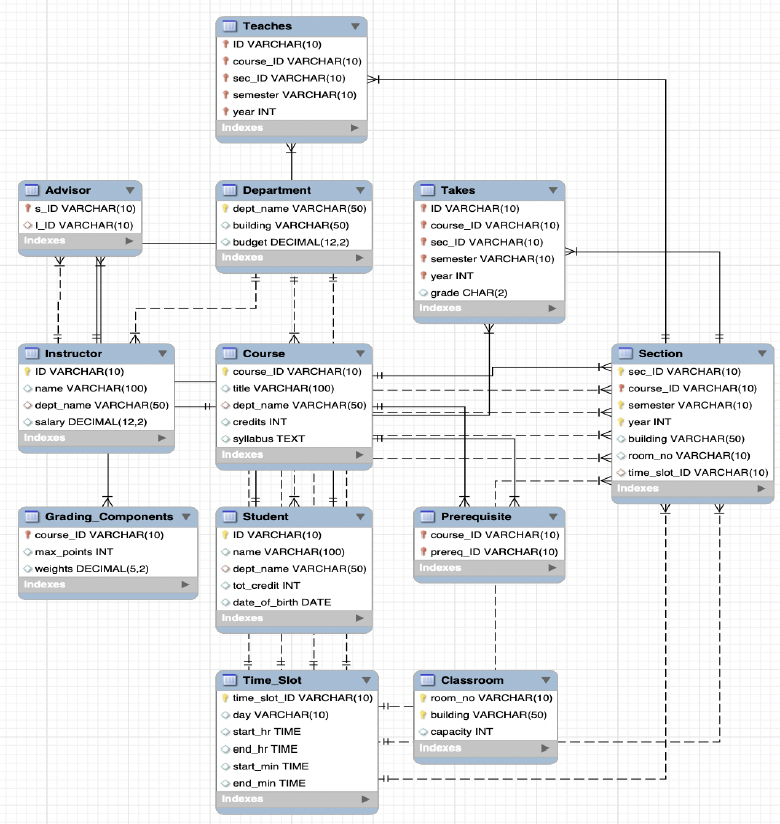 Teaches
ID VARCHAR(10)
course_ID VARCHAR(10)
sec_ID VARCHAR(10)
semester VARCHAR(10)
year INT
Indexes
Advisor
s_ID VARCHAR(10)
I_ID VARCHAR(10)
Indexes
Department
dept_name VARCHAR(50)
building VARCHAR(50)
budget DECIMAL(12,2)
Indexes
Takes
ID VARCHAR(10)
course_ID VARCHAR(10)
sec_ID VARCHAR(10)
semester VARCHAR(10)
year INT
grade CHAR(2)
Indexes
Instructor
ID VARCHAR(10)
name VARCHAR(100)
dept_name VARCHAR(50)
salary DECIMAL(12,2)
Indexes
Course
course_ID VARCHAR(10)
title VARCHAR(100)
dept_name VARCHAR(50)
credits INT
syllabus TEXT
Indexes
Section
sec_ID VARCHAR(10)
course_ID VARCHAR(10)
semester VARCHAR(10)
year INT
building VARCHAR(50)
room_no VARCHAR(10)
time_slot_ID VARCHAR(10)
Indexes
Grading_Components
course_ID VARCHAR(10)
max_points INT
weights DECIMAL(5,2)
Indexes
Student
ID VARCHAR(10)
name VARCHAR(100)
dept_name VARCHAR(50)
tot_credit INT
date_of_birth DATE
Indexes
Prerequisite
course_ID VARCHAR(10)
prereq_ID VARCHAR(10)
Indexes
Time_Slot
time_slot_ID VARCHAR(10)
day VARCHAR(10)
start_hr TIME
end_hr TIME
start_min TIME
end_min TIME
Indexes
Classroom
room_no VARCHAR(10)
building VARCHAR(50)
capacity INT
Indexes